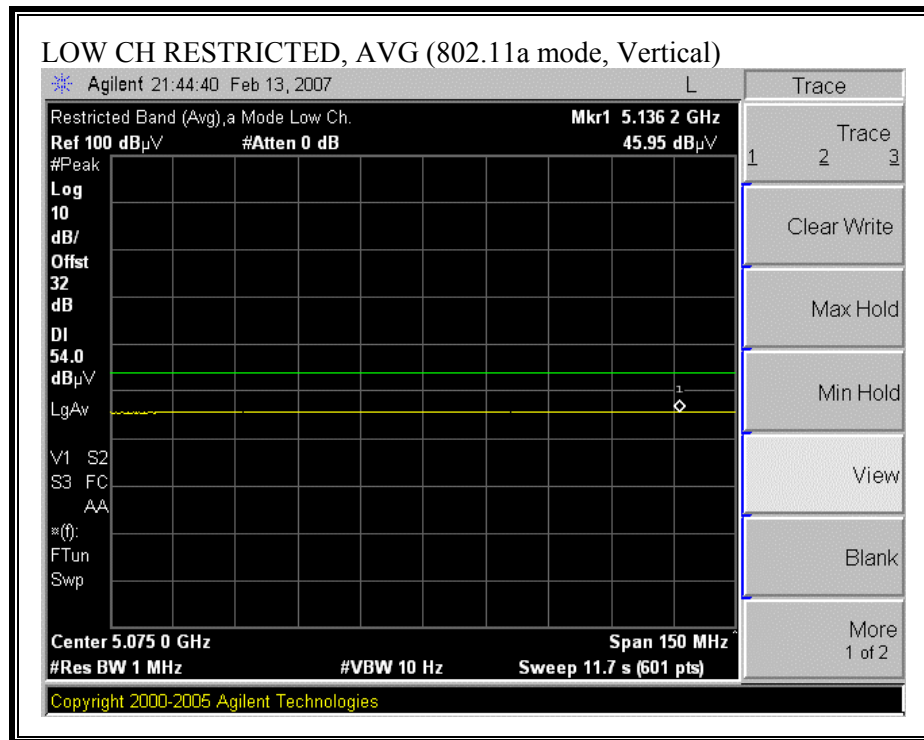 LOW CH RESTRICTED, AVG (802.11a mode, Vertical)
Agilent 21:44:40 Feb 13, 2007 L
Trace
Restricted Band (Avg),a Mode Low Ch. Mkr1 5.136 2 GHz
Ref 100 dBµV #Atten 0 dB 45.95 dBµV
#Peak
Log
10
dB/
Offst
32
dB
DI
54.0
dBµV
LgAv
1
V1 S2
S3 FC
AA
¤(f):
FTun
Swp
Center 5.075 0 GHz Span 150 MHz^
#Res BW 1 MHz #VBW 10 Hz Sweep 11.7 s (601 pts)
Copyright 2000-2005 Agilent Technologies
Trace
1 2 3
Clear Write
Max Hold
Min Hold
View
Blank
More
1 of 2